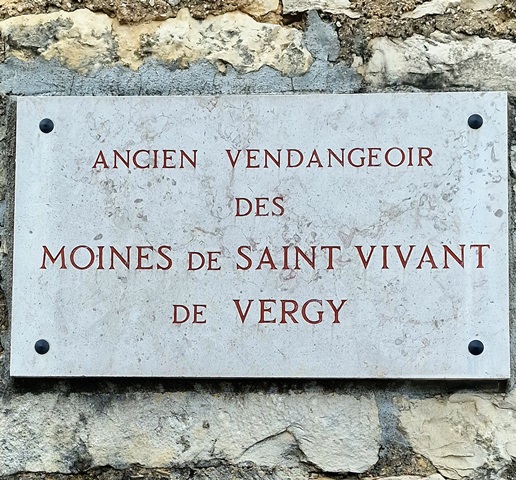 ANCIEN VENDANGEOIR
DES
MOINES DE SAINT VIVANT
DE VERGY